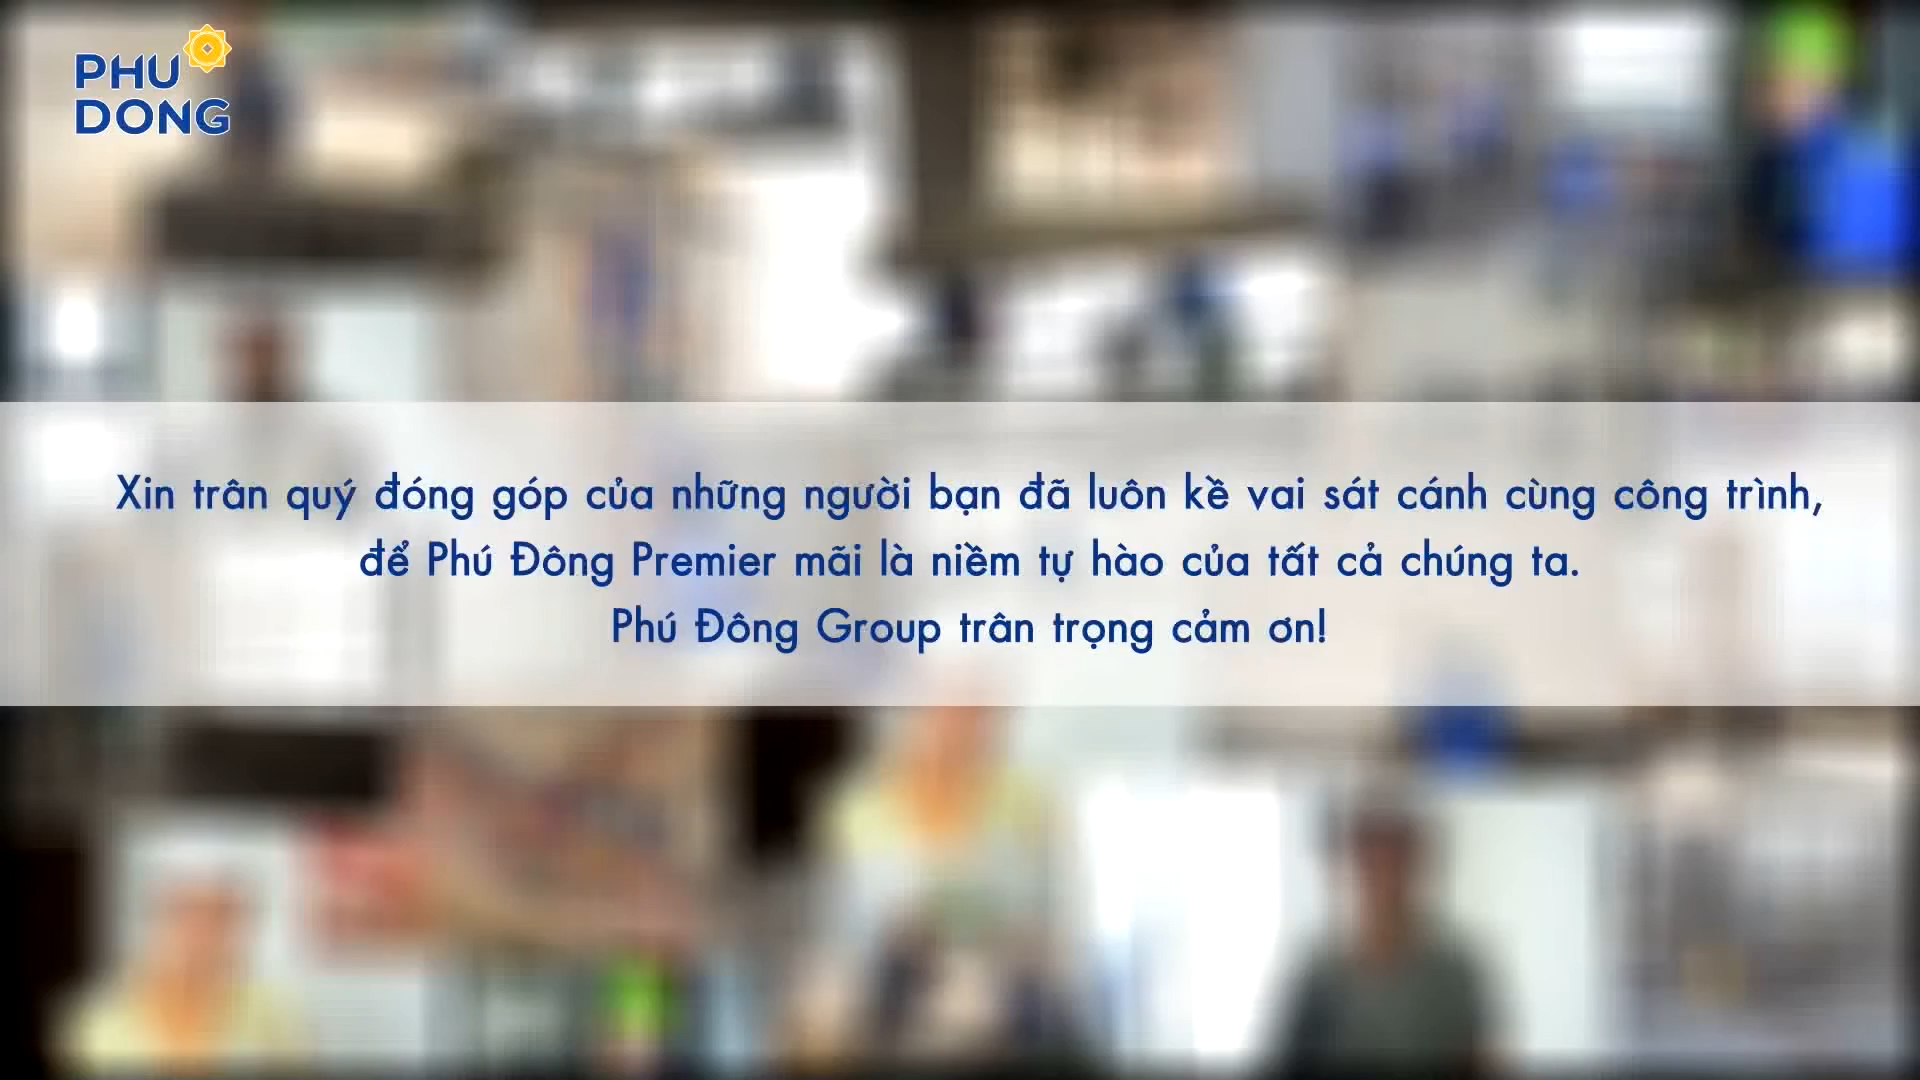 PHU
DONG
Xin trân quý đóng góp của những người bạn đã luôn kề vai sát cánh cùng công trình,
để Phú Đông Premier mãi là niềm tự hào của tất cả chúng ta.
Phú Đông Group trân trọng cảm ơn!